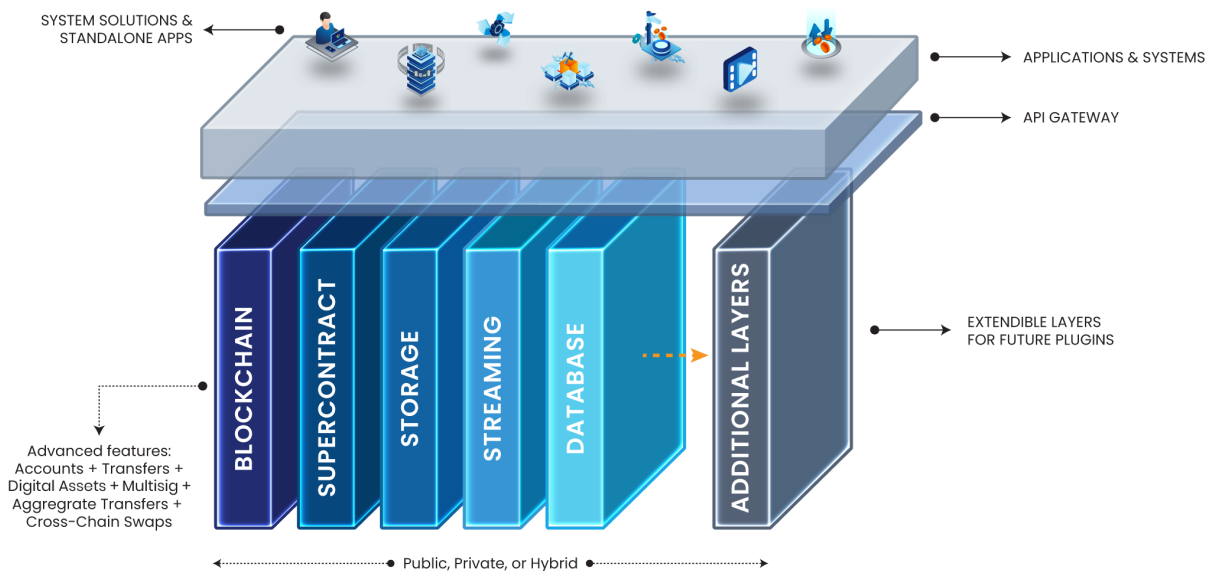 SYSTEM SOLUTIONS &
STANDALONE APPS
APPLICATIONS & SYSTEMS
API GATEWAY
BLOCKCHAIN
SUPERCONTRACT
STORAGE
STREAMING
DATABASE
ADDITIONAL LAYERS
EXTENDIBLE LAYERS
FOR FUTURE PLUGINS
Advanced features:
Accounts + Transfers +
Digital Assets + Multisig +
Aggregrate Transfers +
Cross-Chain Swaps
Public, Private, or Hybrid